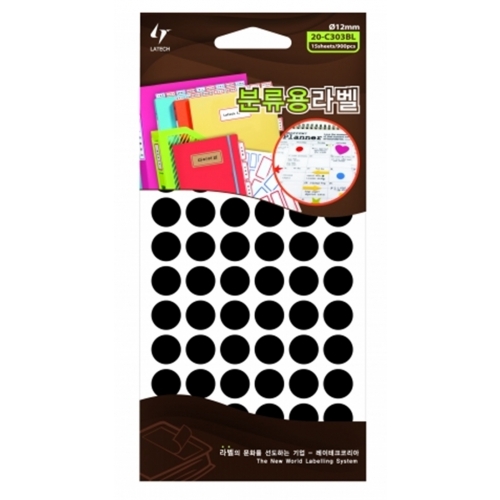 Ø12mm
20-C303BL
15sheets/900pcs
LATECH
분류용라벨
Planner
라벨의 문화를 선도하는 기업 - 레이테크코리아
The New World Labelling System